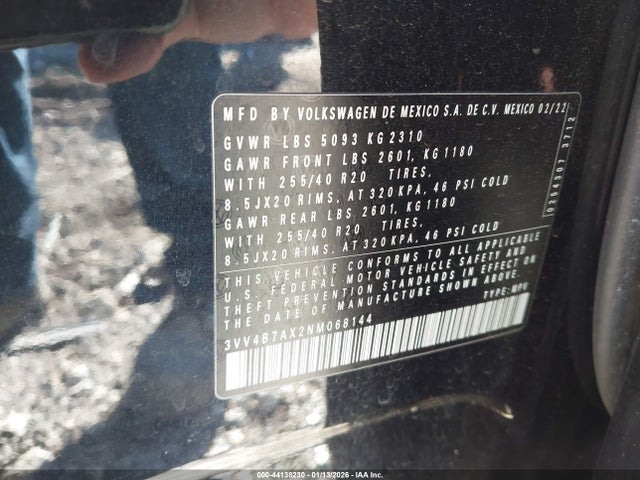 MFD BY VOLKSWAGEN DE MEXICO S.A. DE C.V. MEXICO 02/22
GVWR LBS 5093 KG 2310
GAWR FRONT LBS 2601, KG 1180
WITH 255/40 R20 TIRES,
8.5JX20 RIMS, AT 320 KPA, 46 PSI COLD
GAWR REAR LBS 2601, KG 1180
WITH 255/40 R20 TIRES,
8.5JX20 RIMS, AT 320 KPA, 46 PSI COLD
THIS VEHICLE CONFORMS TO ALL APPLICABLE
U.S. FEDERAL MOTOR VEHICLE SAFETY AND
THEFT PREVENTION STANDARDS IN EFFECT ON
THE DATE OF MANUFACTURE SHOWN ABOVE.
TYPE: MPV
3VV4B7AX2NM068144
3712
000-44138230 - 01/13/2026 - IAA Inc.